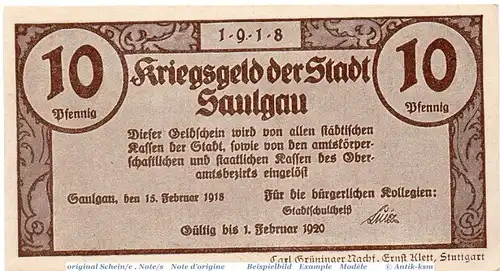 1-9-1-8
10
Pfennig
10
Pfennig
Kriegsgeld der Stadt
Saulgau
Dieser Geldschein wird von allen städtischen
Kassen der Stadt, sowie von den amtskörper-
schaftlichen und staatlichen Kassen des Ober-
amtsbezirks eingelöst
Saulgau, den 15. Februar 1918
Für die bürgerlichen Kollegien:
Stadtschultheiß
Gültig bis 1. Februar 1920
Carl Grüninger Nachf. Ernst Klett, Stuttgart
original Schein/e . Note/s Note d'origine Beispielbild Example Modèle © Antik-ksm